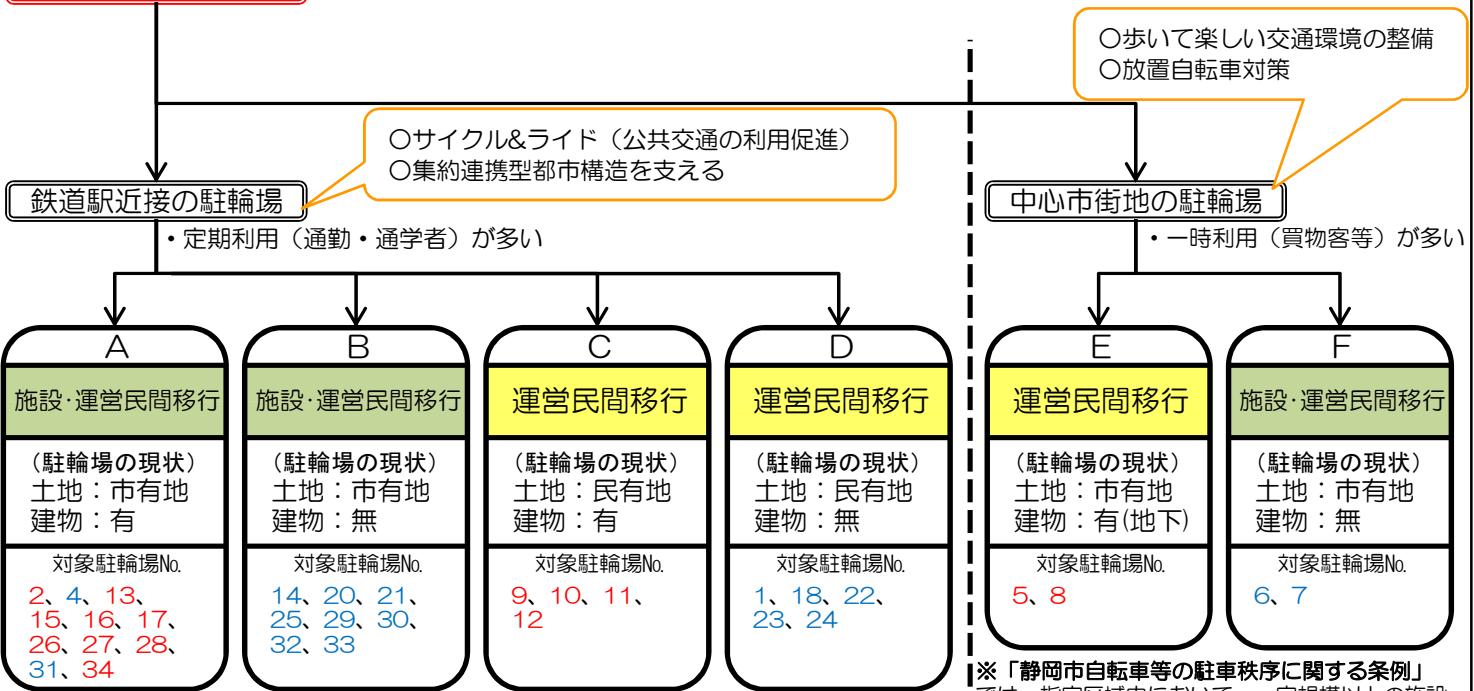 〇歩いて楽しい交通環境の整備
〇放置自転車対策
〇サイクル&ライド（公共交通の利用促進）
〇集約連携型都市構造を支える
鉄道駅近接の駐輪場
・定期利用（通勤・通学者）が多い
中心市街地の駐輪場
・一時利用（買物客等）が多い
A
施設・運営民間移行
（駐輪場の現状）
土地：市有地
建物：有
対象駐輪場No.
2、4、13、
15、16、17、
26、27、28、
31、34
B
施設・運営民間移行
（駐輪場の現状）
土地：市有地
建物：無
対象駐輪場No.
14、20、21、
25、29、30、
32、33
C
運営民間移行
（駐輪場の現状）
土地：民有地
建物：有
対象駐輪場No.
9、10、11、
12
D
運営民間移行
（駐輪場の現状）
土地：民有地
建物：無
対象駐輪場No.
1、18、22、
23、24
E
運営民間移行
（駐輪場の現状）
土地：市有地
建物：有(地下)
対象駐輪場No.
5、8
F
施設・運営民間移行
（駐輪場の現状）
土地：市有地
建物：無
対象駐輪場No.
6、7
※「静岡市自転車等の駐車秩序に関する条例」